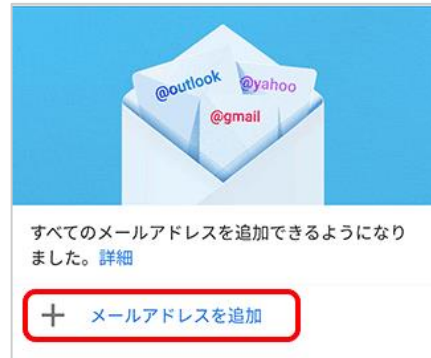 @outlook
@yahoo
@gmail
すべてのメールアドレスを追加できるようになり
ました。詳細
＋ メールアドレスを追加